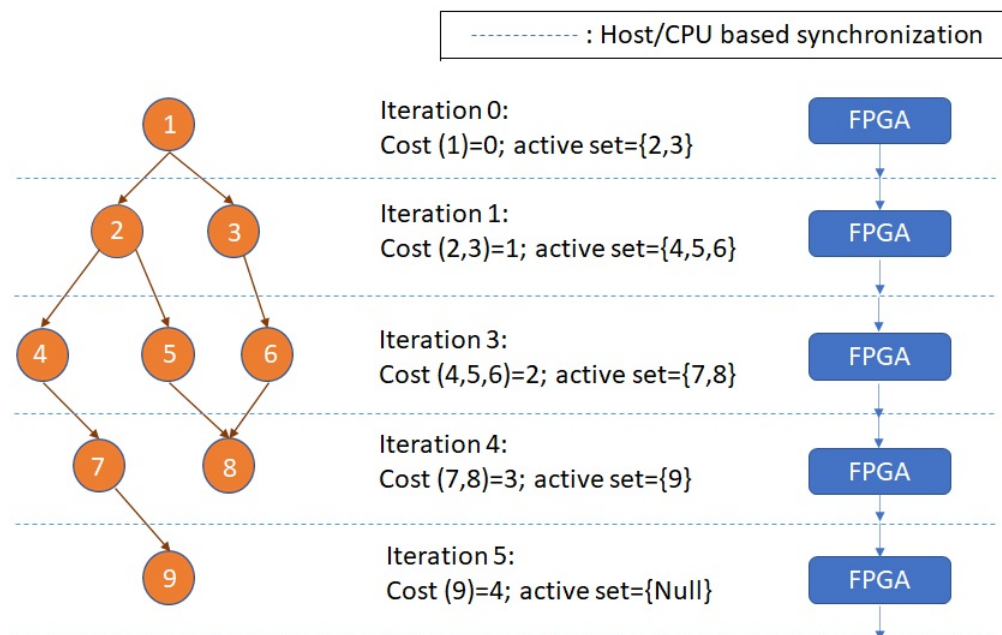 : Host/CPU based synchronization
1
Iteration 0:
Cost (1)=0; active set={2,3}
FPGA
2
3
Iteration 1:
Cost (2,3)=1; active set={4,5,6}
FPGA
4
5
6
Iteration 3:
Cost (4,5,6)=2; active set={7,8}
FPGA
7
8
Iteration 4:
Cost (7,8)=3; active set={9}
FPGA
9
Iteration 5:
Cost (9)=4; active set={Null}
FPGA